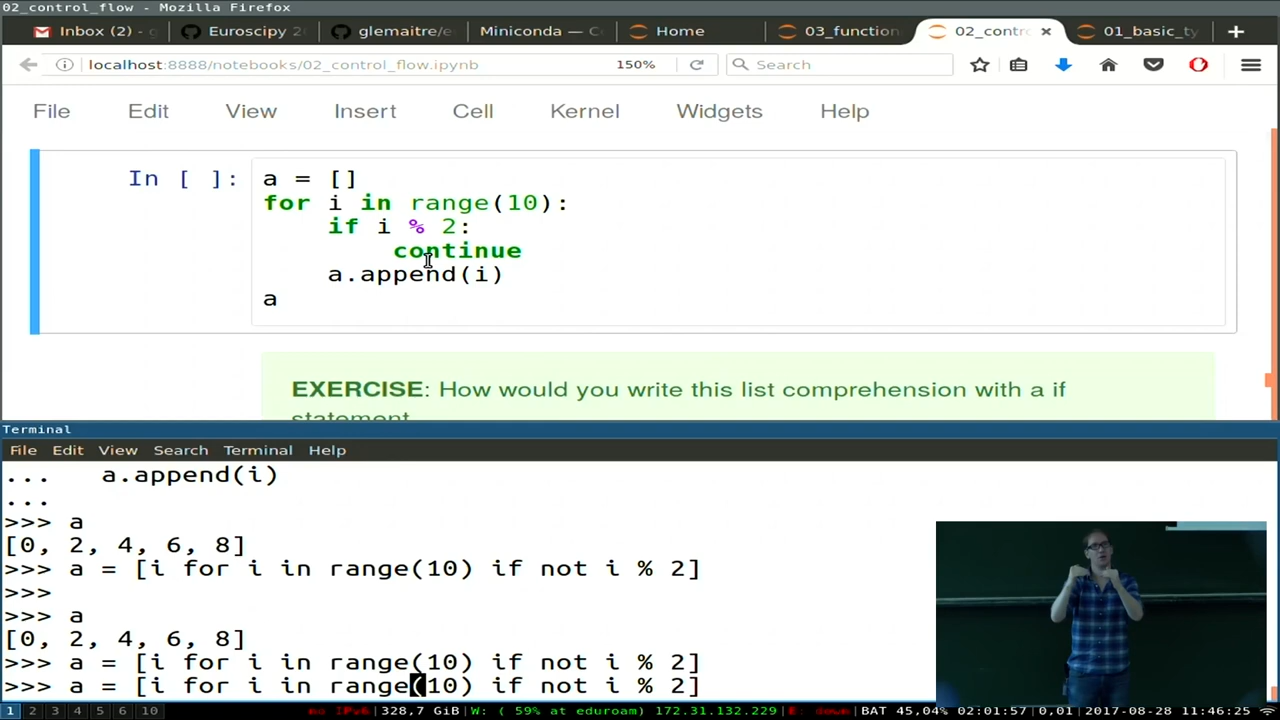 02_control_flow - Mozilla Firefox
Inbox (2) - g
Euroscipy 2
glemaitre/e
Miniconda — C
Home
03_function
02_contr
01_basic_ty
localhost:8888/notebooks/02_control_flow.ipynb
150%
Search
File Edit View Insert Cell Kernel Widgets Help
In [ ]:
a = []
for i in range(10):
    if i % 2:
        continue
    a.append(i)
a
EXERCISE: How would you write this list comprehension with a if
statement
Terminal
File Edit View Search Terminal Help
...   a.append(i)
...
>>> a
[0, 2, 4, 6, 8]
>>> a = [i for i in range(10) if not i % 2]
>>>
>>> a
[0, 2, 4, 6, 8]
>>> a = [i for i in range(10) if not i % 2]
>>> a = [i for i in range(10) if not i % 2]
1 2 3 4 5 6 10
no IPv6|328,7 GiB|W: ( 59% at eduroam) 172.31.132.229|E: down|BAT 45,04% 02:01:57|0,01|2017-08-28 11:46:25